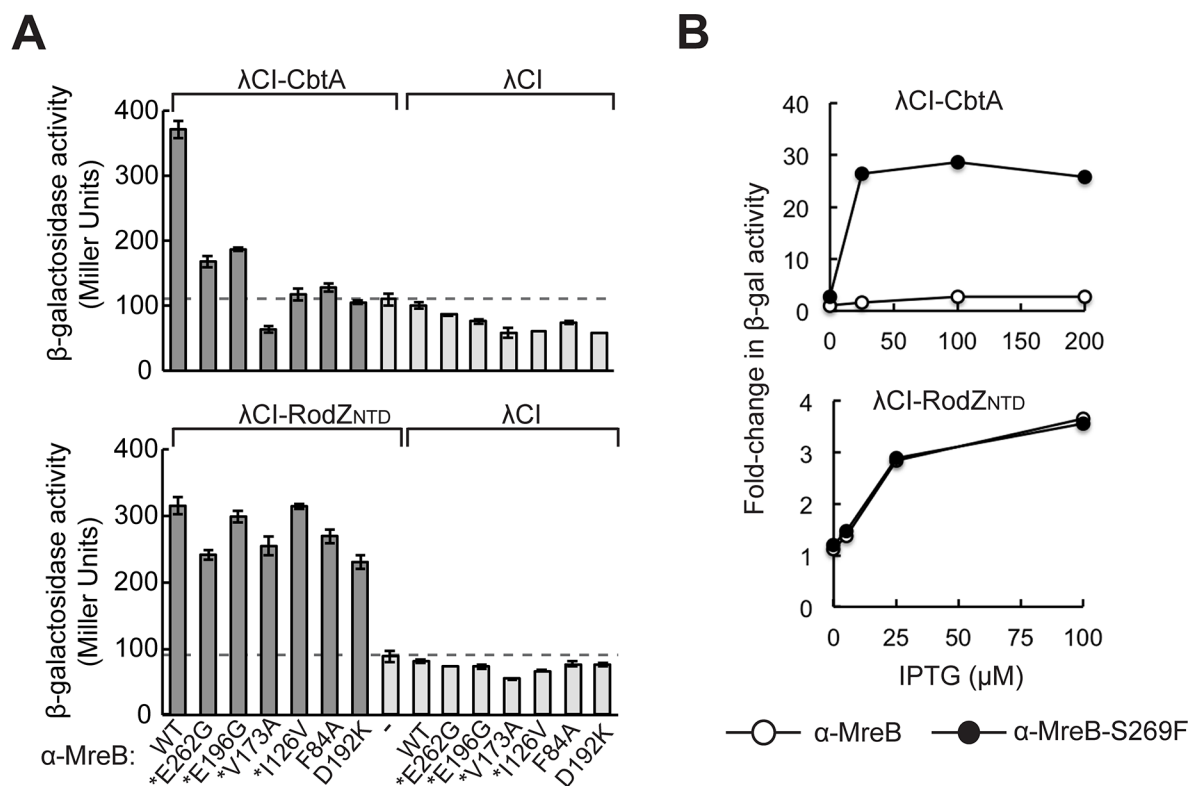 A
λCI-CbtA
λCI
β-galactosidase activity
(Miller Units)
400
300
200
100
0
λCI-RodZNTD
λCI
β-galactosidase activity
(Miller Units)
400
300
200
100
0
α-MreB:
WT
*E262G
*E196G
*V173A
*I126V
F84A
D192K
-
WT
*E262G
*E196G
*V173A
*I126V
F84A
D192K
B
Fold-change in β-gal activity
λCI-CbtA
40
30
20
10
0
0 50 100 150 200
λCI-RodZNTD
4
3
2
1
0
0 25 50 75 100
IPTG (µM)
α-MreB
α-MreB-S269F